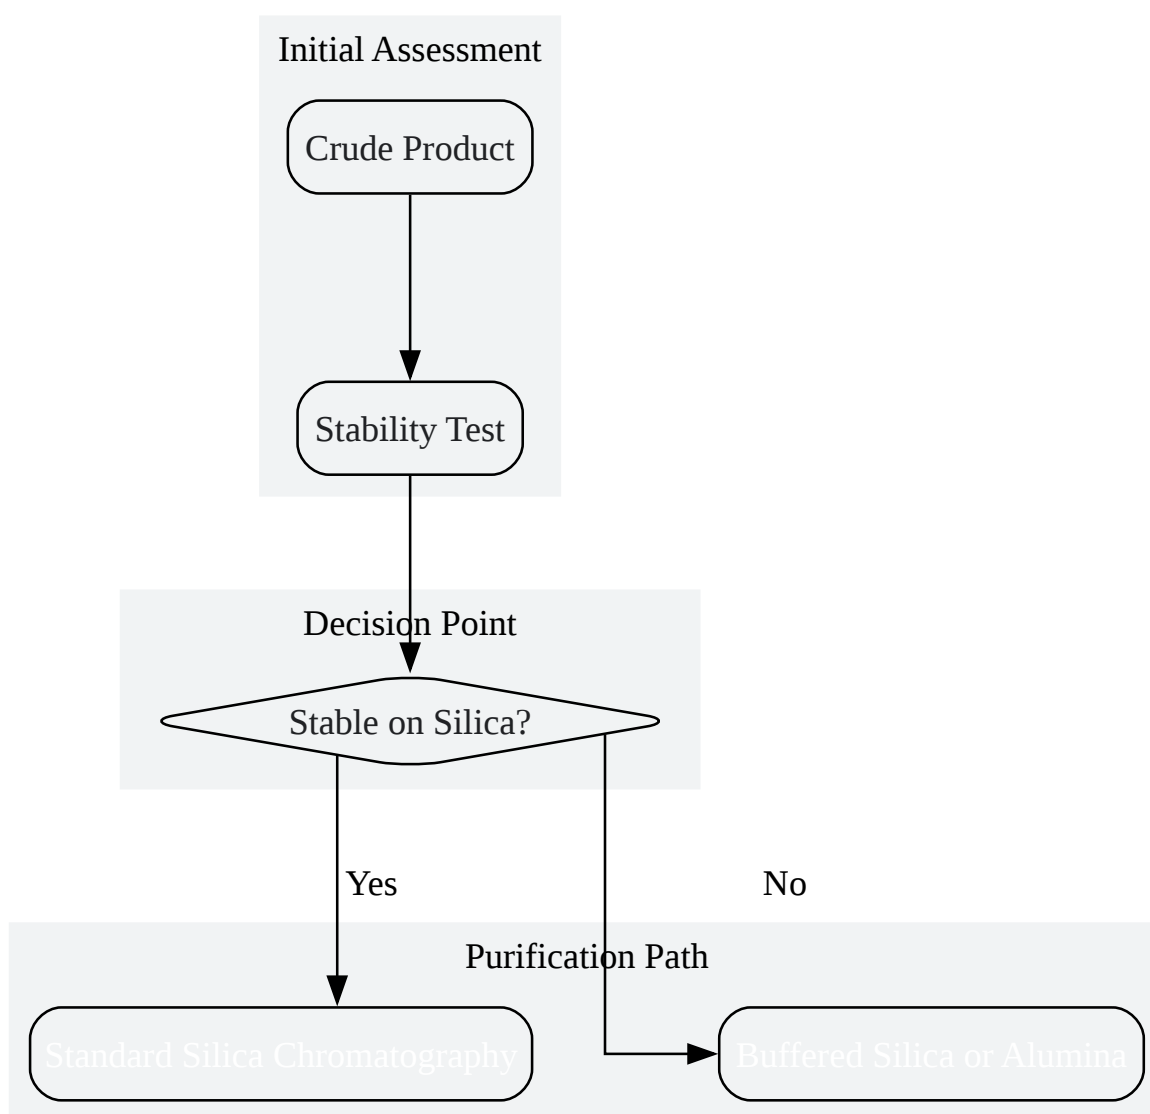 Initial Assessment
Crude Product
Stability Test
Decision Point
Stable on Silica?
Yes
No
Purification Path
Standard Silica Chromatography
Buffered Silica or Alumina